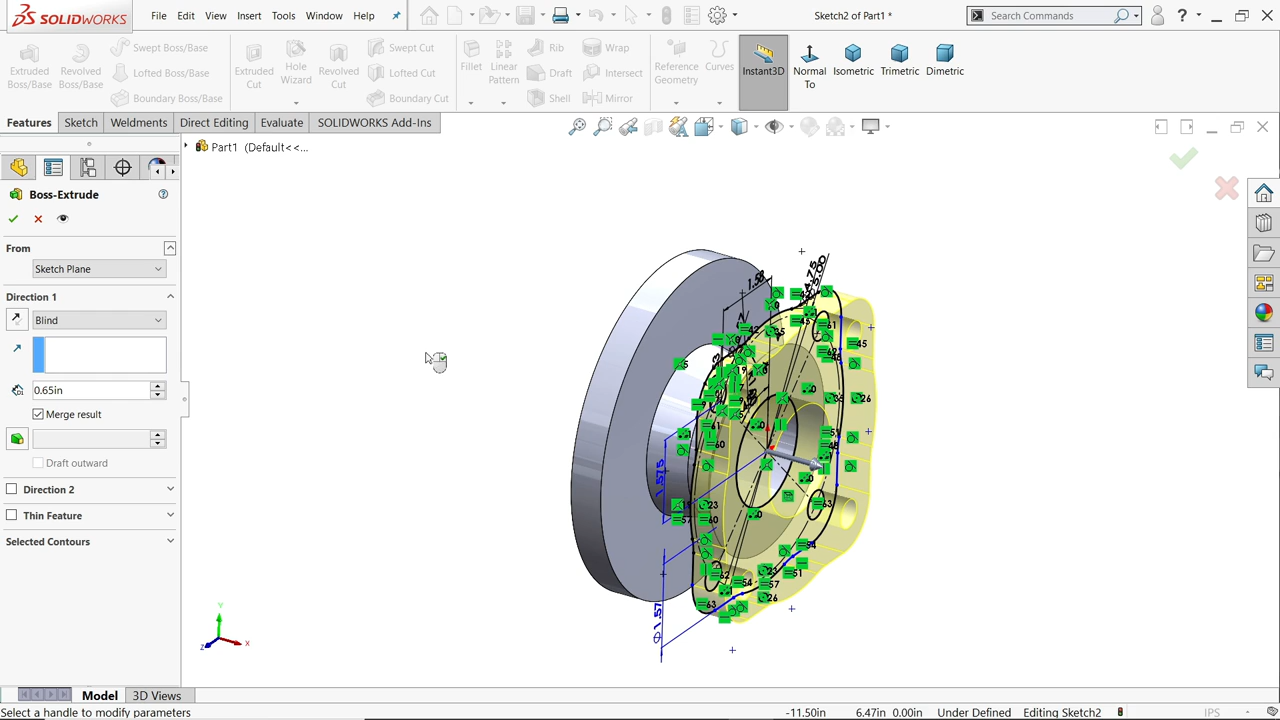 SOLIDWORKS File Edit View Insert Tools Window Help Sketch2 of Part1 * Search Commands
Extruded Boss/Base Revolved Boss/Base Swept Boss/Base Lofted Boss/Base Boundary Boss/Base Extruded Cut Hole Wizard Revolved Cut Swept Cut Lofted Cut Boundary Cut Fillet Linear Pattern Rib Draft Shell Wrap Intersect Mirror Reference Geometry Curves Instant3D Normal To Isometric Trimetric Dimetric
Features Sketch Weldments Direct Editing Evaluate SOLIDWORKS Add-Ins
Part1 (Default<<...
Boss-Extrude
From
Sketch Plane
Direction 1
Blind
0.65in
Merge result
Draft outward
Direction 2
Thin Feature
Selected Contours
1.575
Y
X
Z
Model 3D Views
Select a handle to modify parameters -11.50in 6.47in 0.00in Under Defined Editing Sketch2 IPS